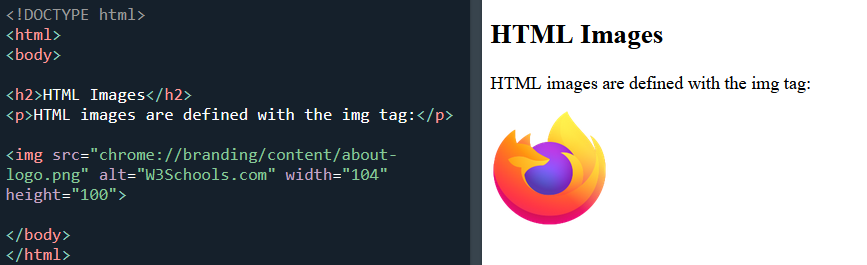 <!DOCTYPE html>
<html>
<body>
<h2>HTML Images</h2>
<p>HTML images are defined with the img tag:</p>
<img src="chrome://branding/content/about-
logo.png" alt="W3Schools.com" width="104"
height="100">
</body>
</html>
HTML Images
HTML images are defined with the img tag: